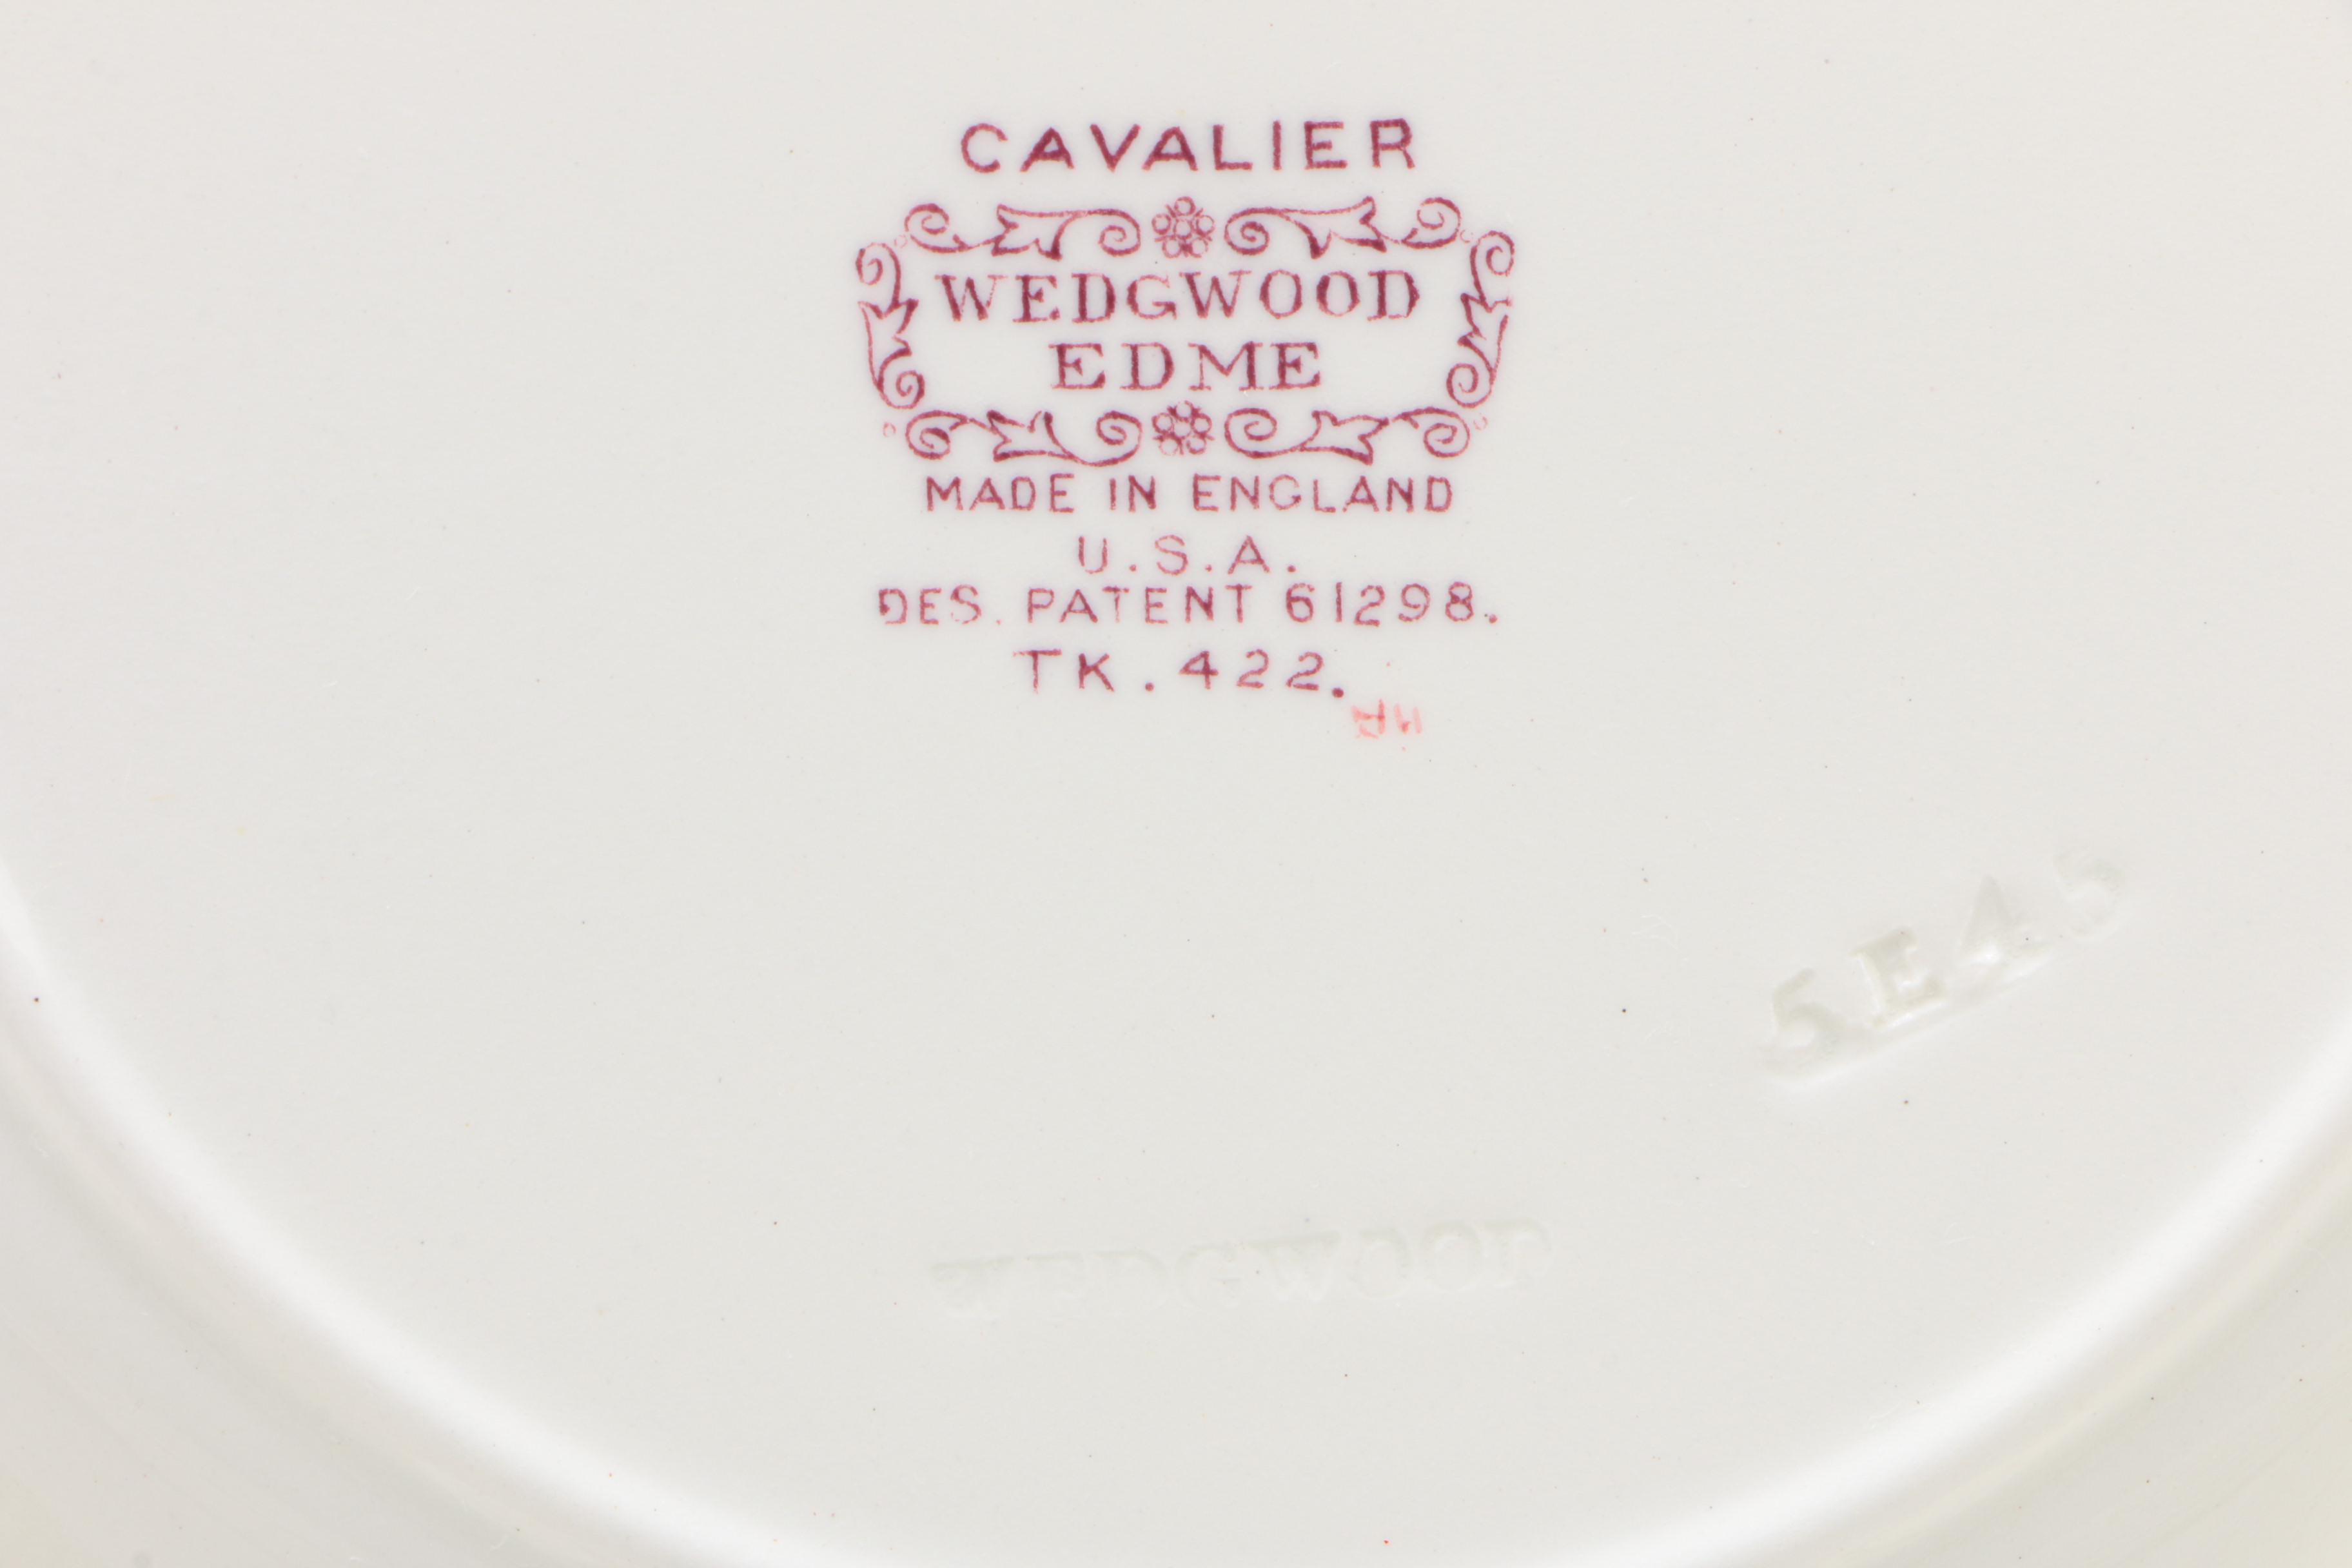 CAVALIER
WEDGWOOD
EDME
MADE IN ENGLAND
U.S.A.
DES. PATENT 61298.
TK. 422.
5E45
WEDGWOOD